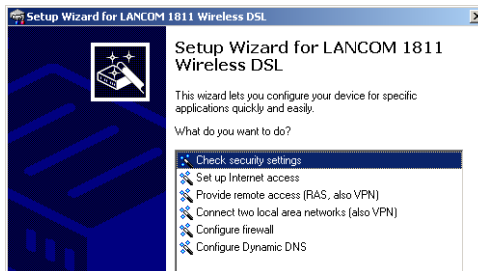 Setup Wizard for LANCOM 1811 Wireless DSL
Setup Wizard for LANCOM 1811
Wireless DSL
This wizard lets you configure your device for specific
applications quickly and easily.
What do you want to do?
Check security settings
Set up Internet access
Provide remote access (RAS, also VPN)
Connect two local area networks (also VPN)
Configure firewall
Configure Dynamic DNS